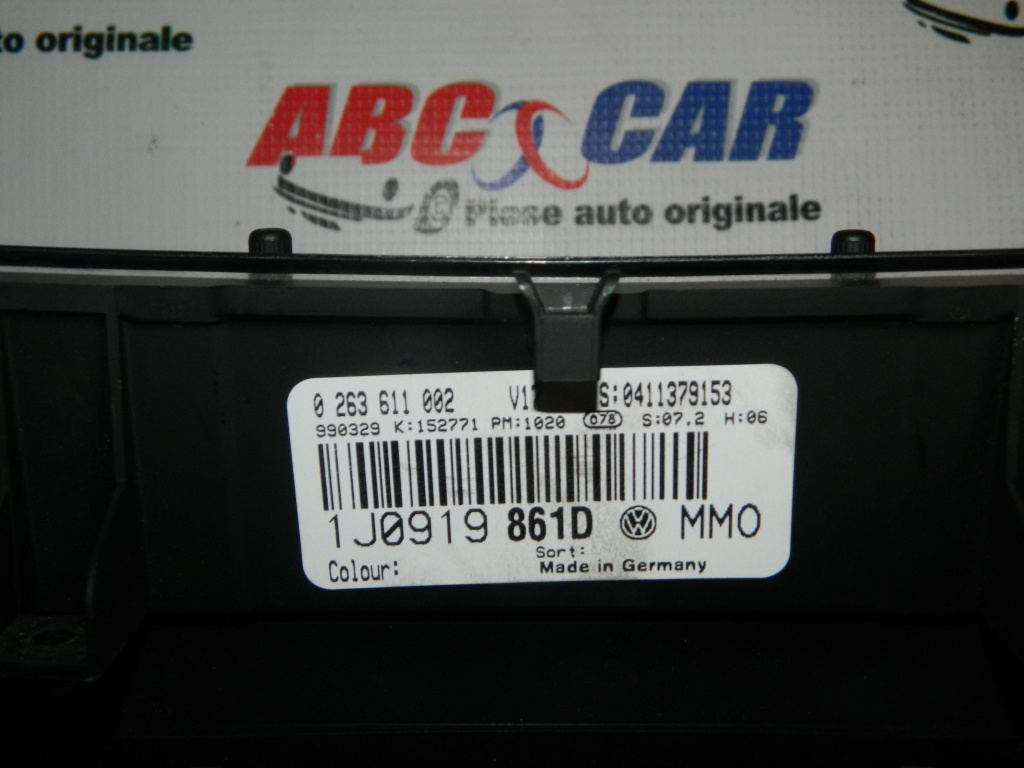 originale
ABC CAR
Piese auto originale
0 263 611 002 S:0411379153
990329 K:152771 PM:1020 078 S:07.2 H:06
1J0919 861D VW MMO
Sort:
Colour: Made in Germany